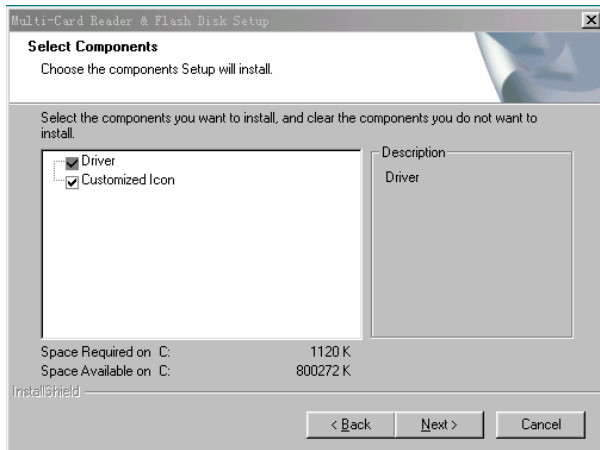 Multi-Card Reader & Flash Disk Setup
Select Components
Choose the components Setup will install.
Select the components you want to install, and clear the components you do not want to
install.
Driver
Customized Icon
Description
Driver
Space Required on C: 1120 K
Space Available on C: 800272 K
InstallShield
< Back Next > Cancel